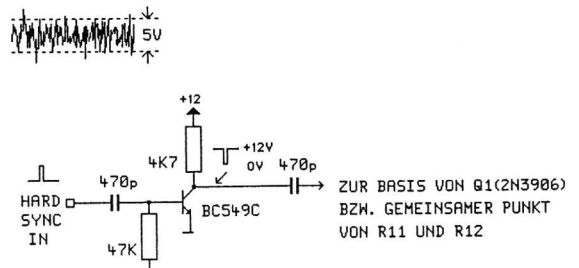 5V
+12
4K7
+12V
0V
470p
470p
HARD
SYNC
IN
BC549C
47K
ZUR BASIS VON Q1(2N3906)
BZW. GEMEINSAMER PUNKT
VON R11 UND R12